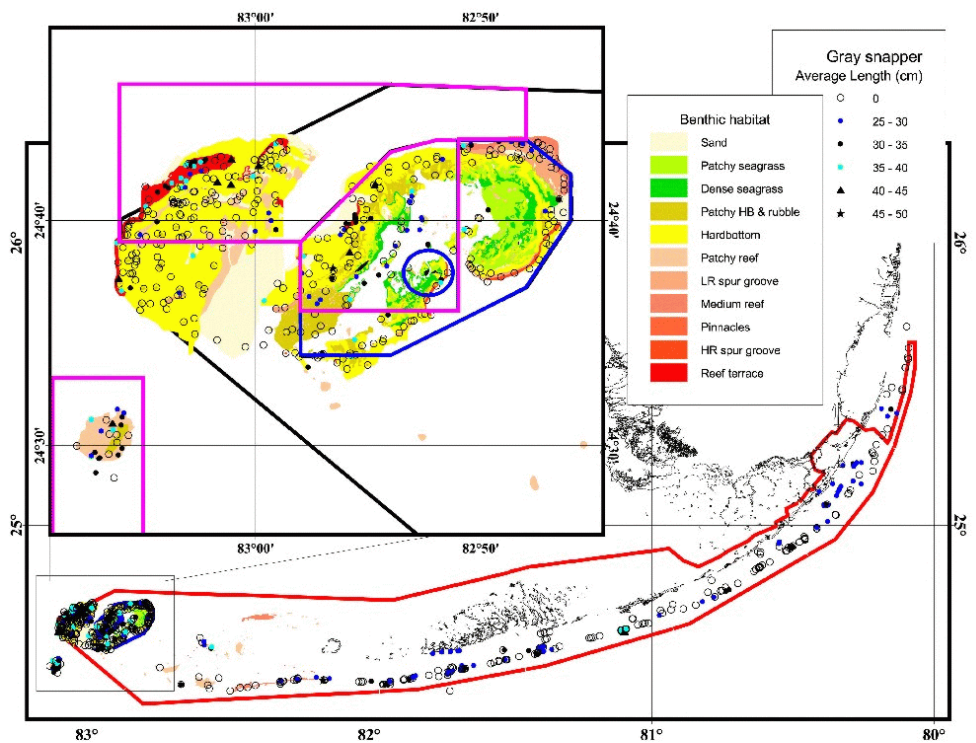 83°00'
82°50'
Gray snapper
Average Length (cm)
0
25 - 30
30 - 35
35 - 40
40 - 45
45 - 50
Benthic habitat
Sand
Patchy seagrass
Dense seagrass
Patchy HB & rubble
Hardbottom
Patchy reef
LR spur groove
Medium reef
Pinnacles
HR spur groove
Reef terrace
24°40'
24°40'
26°
26°
24°30'
24°30'
83°00'
82°50'
25°
25°
83°
82°
81°
80°